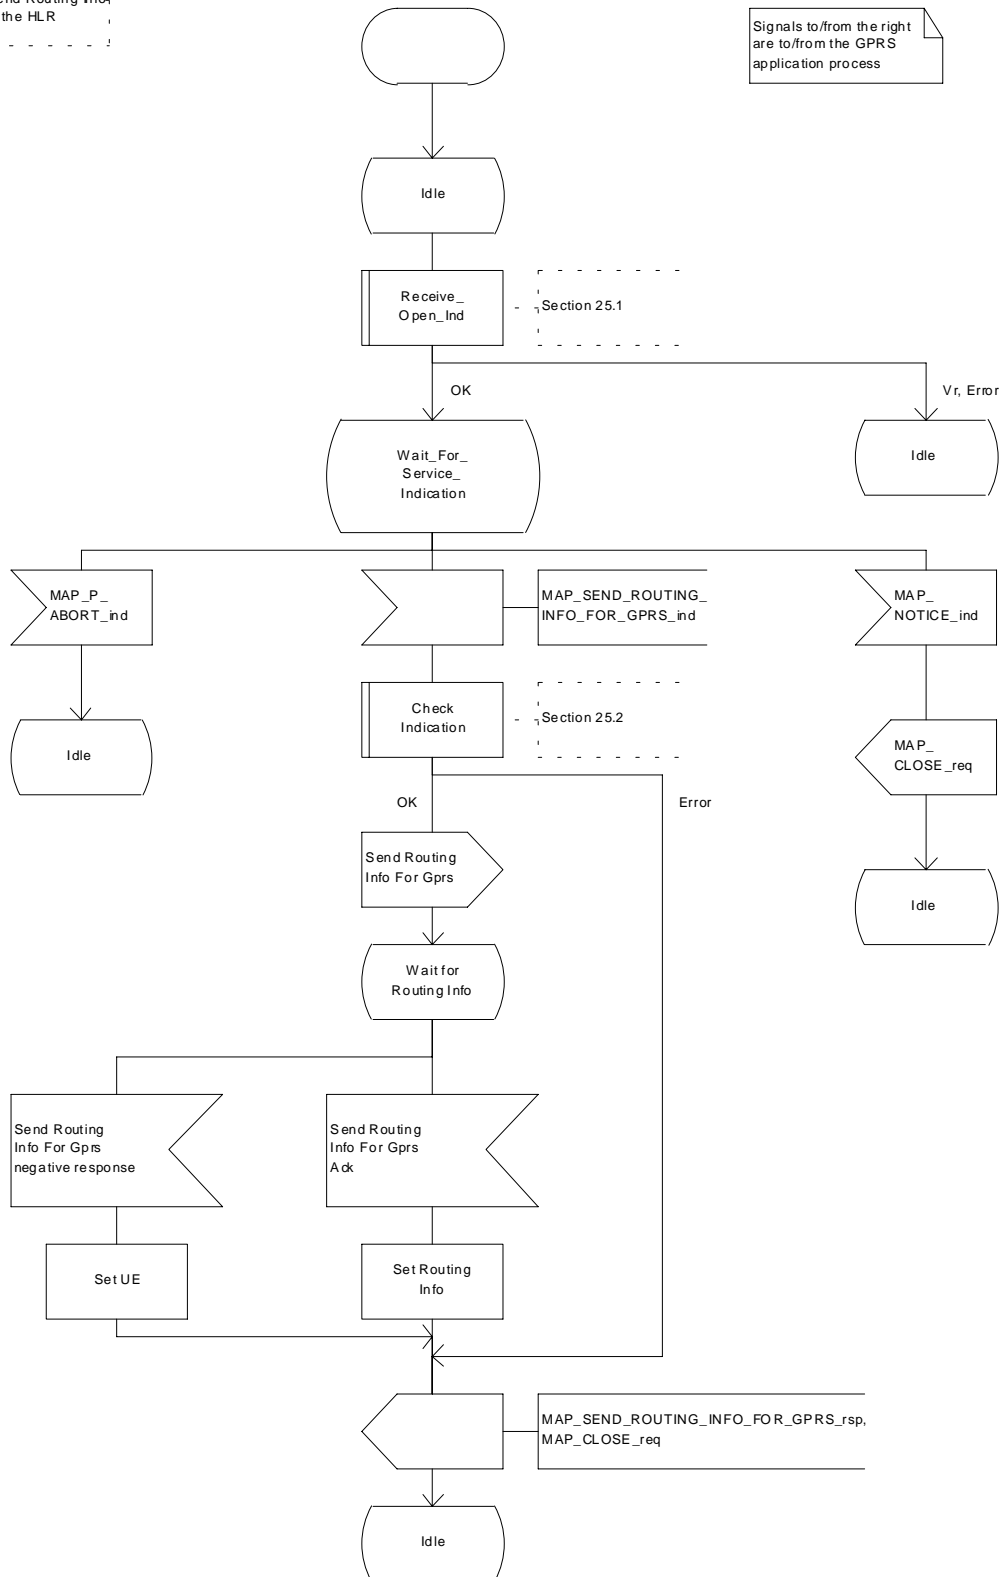 Send Routing Info
the HLR
Signals to/from the right
are to/from the GPRS
application process
Idle
Receive_
Open_Ind
Section 25.1
OK
Vr, Error
Wait_For_
Service_
Indication
Idle
MAP_P_
ABORT_ind
MAP_SEND_ROUTING_
INFO_FOR_GPRS_ind
MAP_
NOTICE_ind
Check
Indication
Section 25.2
Idle
MAP_
CLOSE_req
OK
Error
Send Routing
Info For Gprs
Idle
Wait for
Routing Info
Send Routing
Info For Gprs
negative response
Send Routing
Info For Gprs
Ack
Set UE
Set Routing
Info
MAP_SEND_ROUTING_INFO_FOR_GPRS_rsp,
MAP_CLOSE_req
Idle